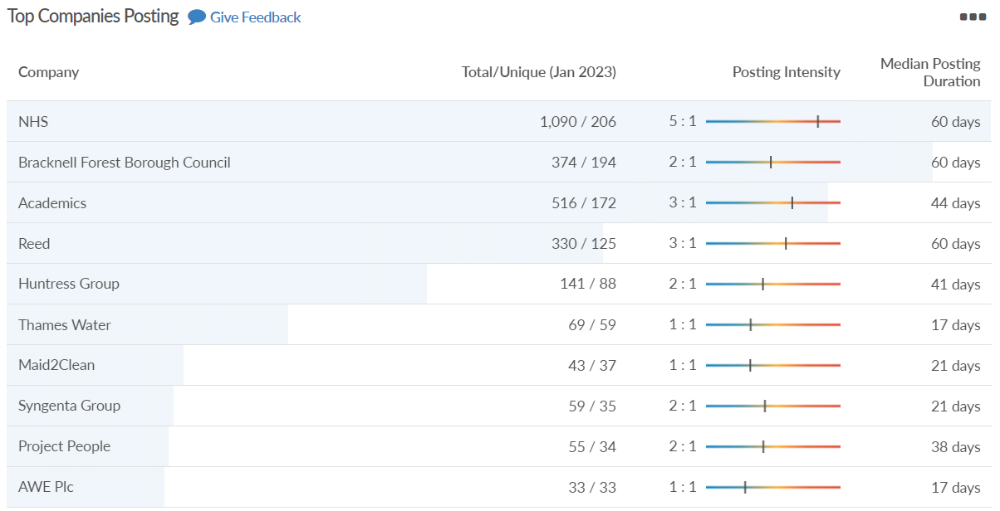 Top Companies Posting Give Feedback
Company Total/Unique (Jan 2023) Posting Intensity Median Posting Duration
NHS 1,090 / 206 5 : 1 60 days
Bracknell Forest Borough Council 374 / 194 2 : 1 60 days
Academics 516 / 172 3 : 1 44 days
Reed 330 / 125 3 : 1 60 days
Huntress Group 141 / 88 2 : 1 41 days
Thames Water 69 / 59 1 : 1 17 days
Maid2Clean 43 / 37 1 : 1 21 days
Syngenta Group 59 / 35 2 : 1 21 days
Project People 55 / 34 2 : 1 38 days
AWE Plc 33 / 33 1 : 1 17 days